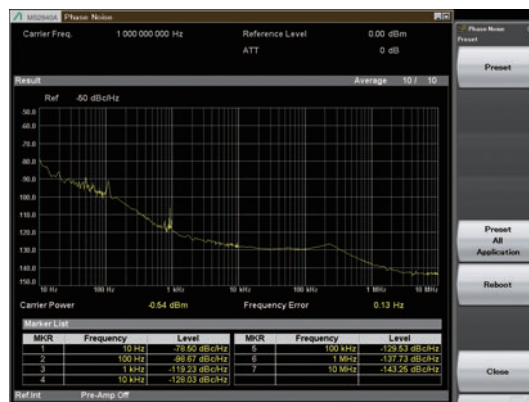 MS2840A Phase Noise
Carrier Freq. 1 000 000 000 Hz Reference Level 0.00 dBm
ATT 0 dB
Result Average 10 / 10
Ref -50 dBc/Hz
-50.0
-60.0
-70.0
-80.0
-90.0
100.0
110.0
120.0
130.0
140.0
150.0
10 Hz 100 Hz 1 kHz 10 kHz 100 kHz 1 MHz 10 MHz
Carrier Power -0.54 dBm Frequency Error 0.13 Hz
Marker List
MKR Frequency Level MKR Frequency Level
1 10 Hz -78.50 dBc/Hz 5 100 kHz -129.53 dBc/Hz
2 100 Hz -98.67 dBc/Hz 6 1 MHz -137.73 dBc/Hz
3 1 kHz -119.23 dBc/Hz 7 10 MHz -143.25 dBc/Hz
4 10 kHz -128.03 dBc/Hz
Ref.Int Pre-Amp Off
Phase Noise
Preset
Preset
Preset
All
Application
Reboot
Close